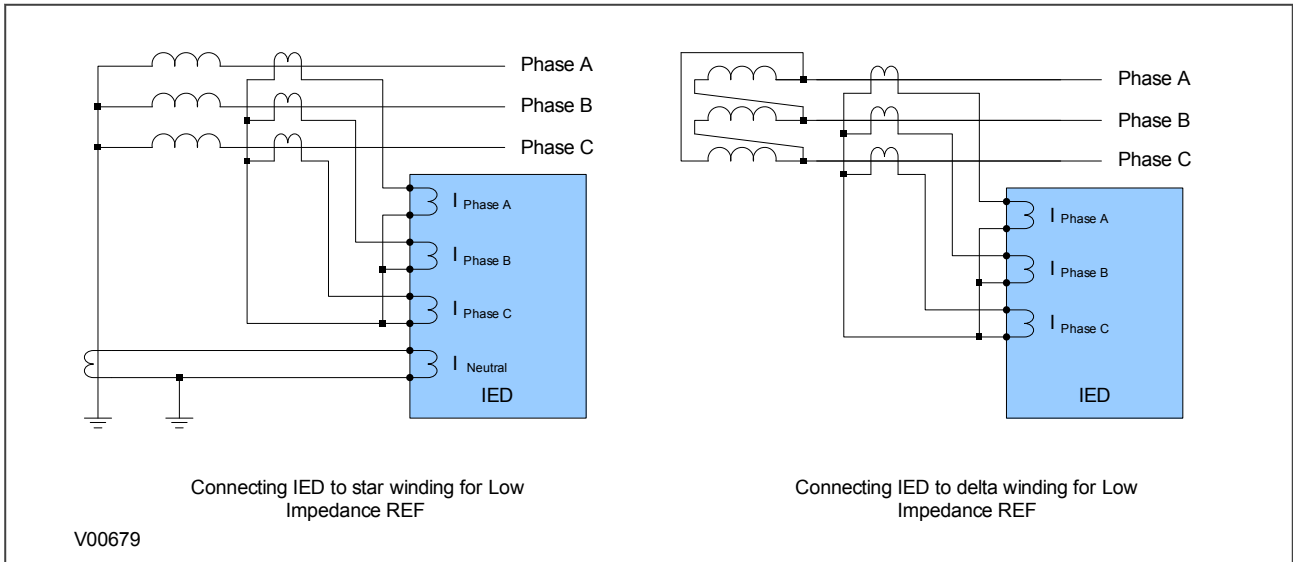 Phase A
Phase B
Phase C
I Phase A
I Phase B
I Phase C
I Neutral
IED
Connecting IED to star winding for Low
Impedance REF
Phase A
Phase B
Phase C
I Phase A
I Phase B
I Phase C
IED
Connecting IED to delta winding for Low
Impedance REF
V00679